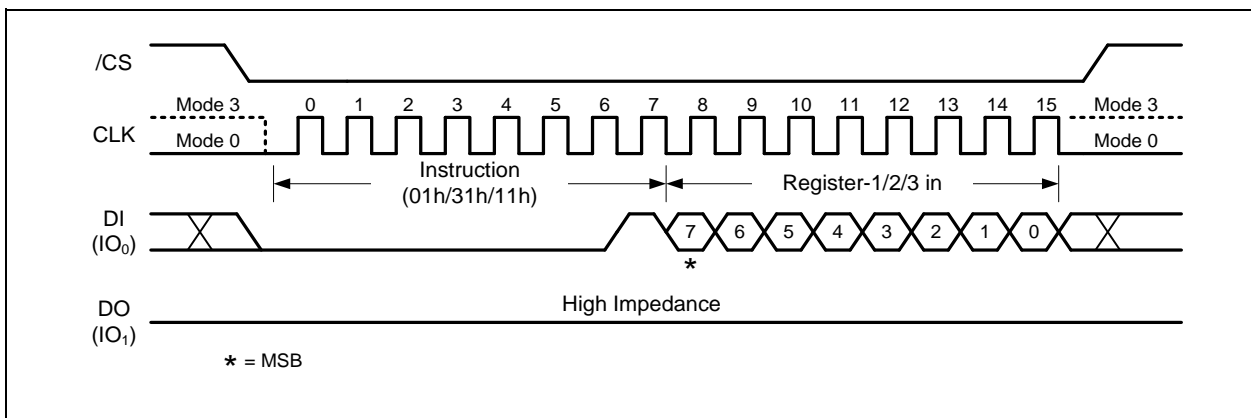 /CS
Mode 3 0 1 2 3 4 5 6 7 8 9 10 11 12 13 14 15 Mode 3
CLK
Mode 0 Mode 0
Instruction
(01h/31h/11h)
Register-1/2/3 in
DI
(IO₀)
7 6 5 4 3 2 1 0
*
High Impedance
DO
(IO₁)
* = MSB